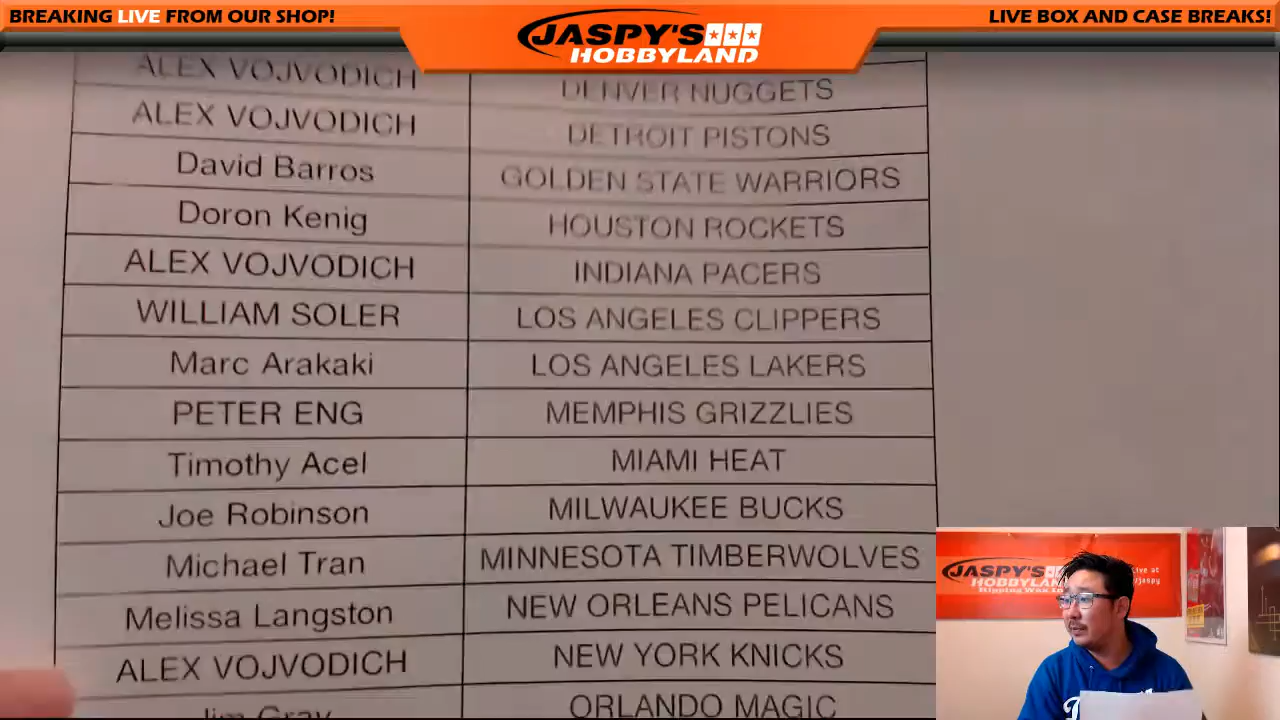 BREAKING LIVE FROM OUR SHOP!
JASPY'S
HOBBYLAND
LIVE BOX AND CASE BREAKS!
ALEX VOJVODICH DENVER NUGGETS
ALEX VOJVODICH DETROIT PISTONS
David Barros GOLDEN STATE WARRIORS
Doron Kenig HOUSTON ROCKETS
ALEX VOJVODICH INDIANA PACERS
WILLIAM SOLER LOS ANGELES CLIPPERS
Marc Arakaki LOS ANGELES LAKERS
PETER ENG MEMPHIS GRIZZLIES
Timothy Acel MIAMI HEAT
Joe Robinson MILWAUKEE BUCKS
Michael Tran MINNESOTA TIMBERWOLVES
Melissa Langston NEW ORLEANS PELICANS
ALEX VOJVODICH NEW YORK KNICKS
Jim Gray ORLANDO MAGIC
JASPY'S
HOBBYLAND